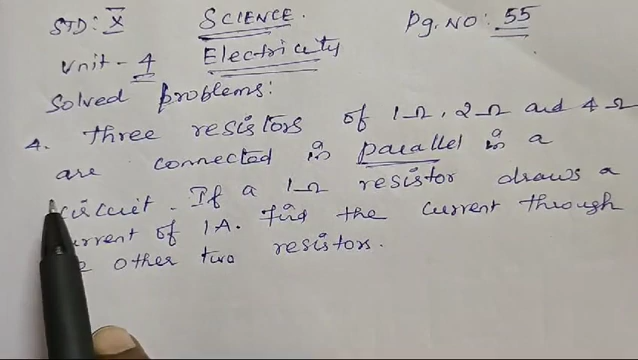 STD: X SCIENCE. Pg. NO: 55
Unit - 4 Electricity
Solved problems:
4. three resistors of 1Ω, 2Ω and 4Ω
are connected in parallel in a
circuit. If a 1Ω resistor draws a
current of 1A. find the current through
other two resistors.